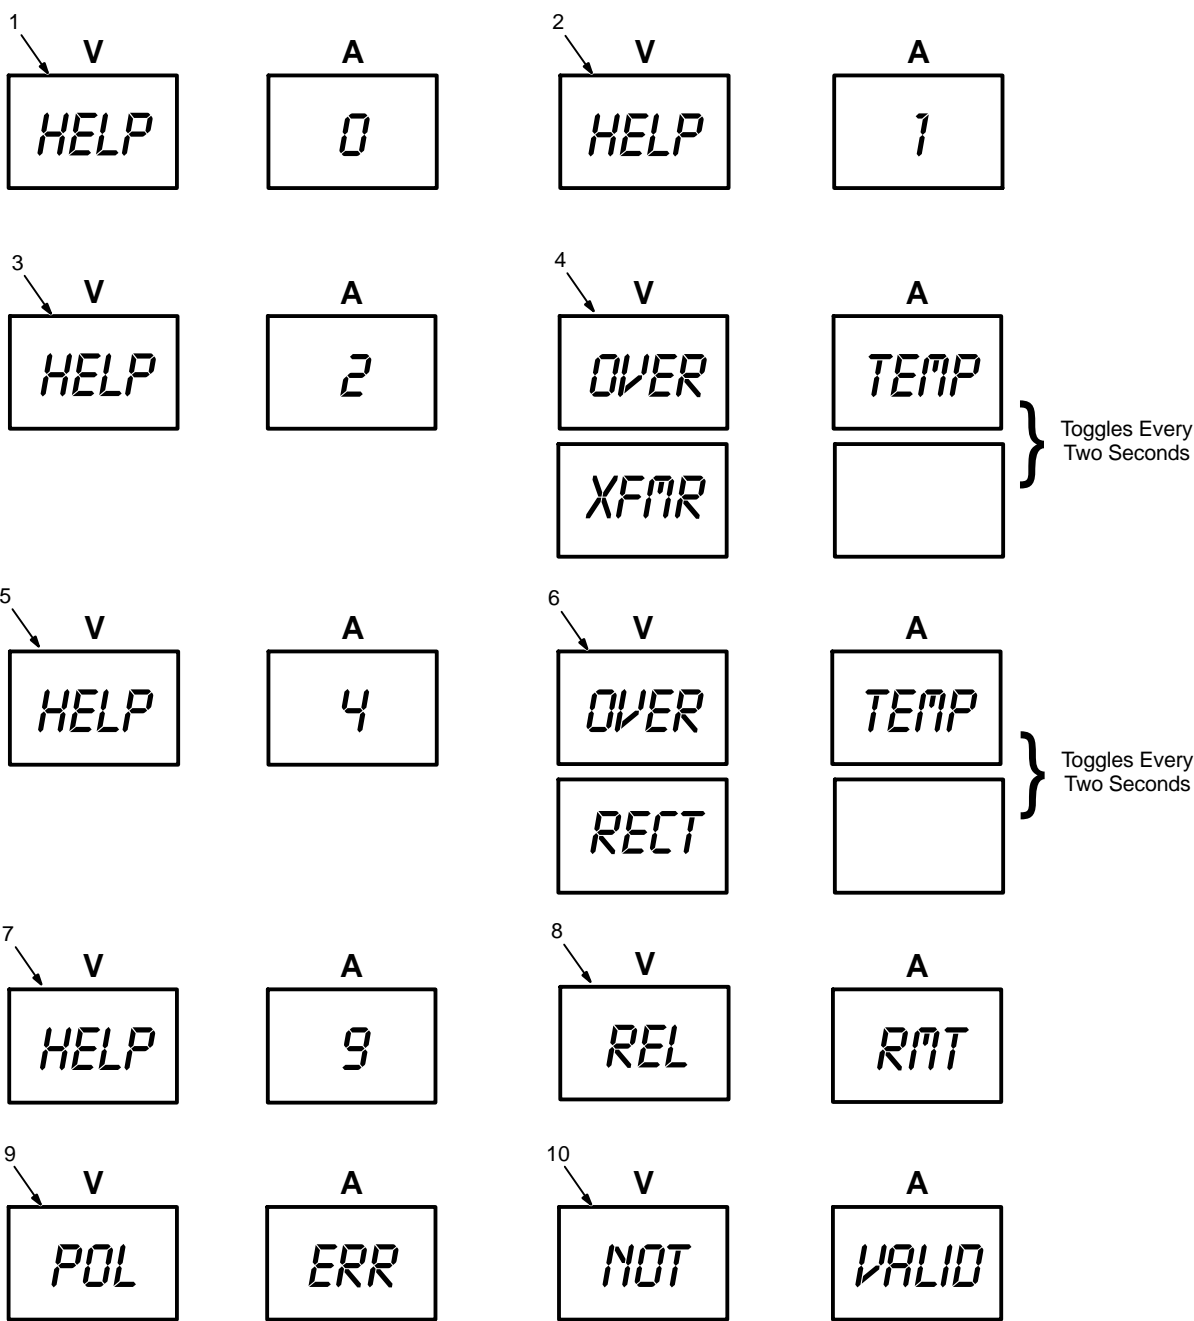 1 2
V A V A
HELP 0 HELP 1
3 4
V A V A
HELP 2 OVER TEMP
Toggles Every
Two Seconds
XFMR
5 6
V A V A
HELP 4 OVER TEMP
Toggles Every
Two Seconds
RECT
7 8
V A V A
HELP 9 REL RMT
9 10
V A V A
POL ERR NOT VALID